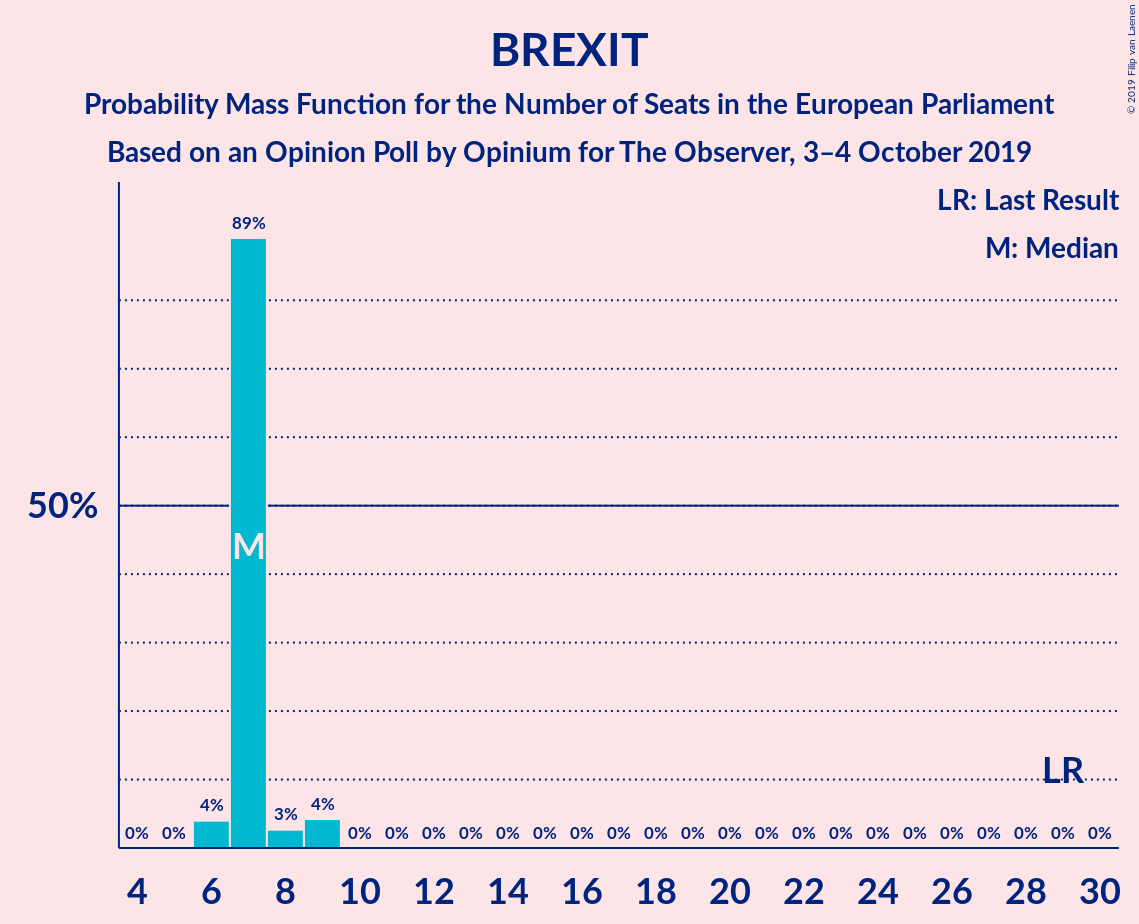 BREXIT
Probability Mass Function for the Number of Seats in the European Parliament
Based on an Opinion Poll by Opinium for The Observer, 3–4 October 2019
© 2019 Filip van Laenen
LR: Last Result
M: Median
89%
50%
M
LR
4%
3%
4%
0% 0% 0% 0% 0% 0% 0% 0% 0% 0% 0% 0% 0% 0% 0% 0% 0% 0% 0% 0% 0% 0% 0%
4 6 8 10 12 14 16 18 20 22 24 26 28 30